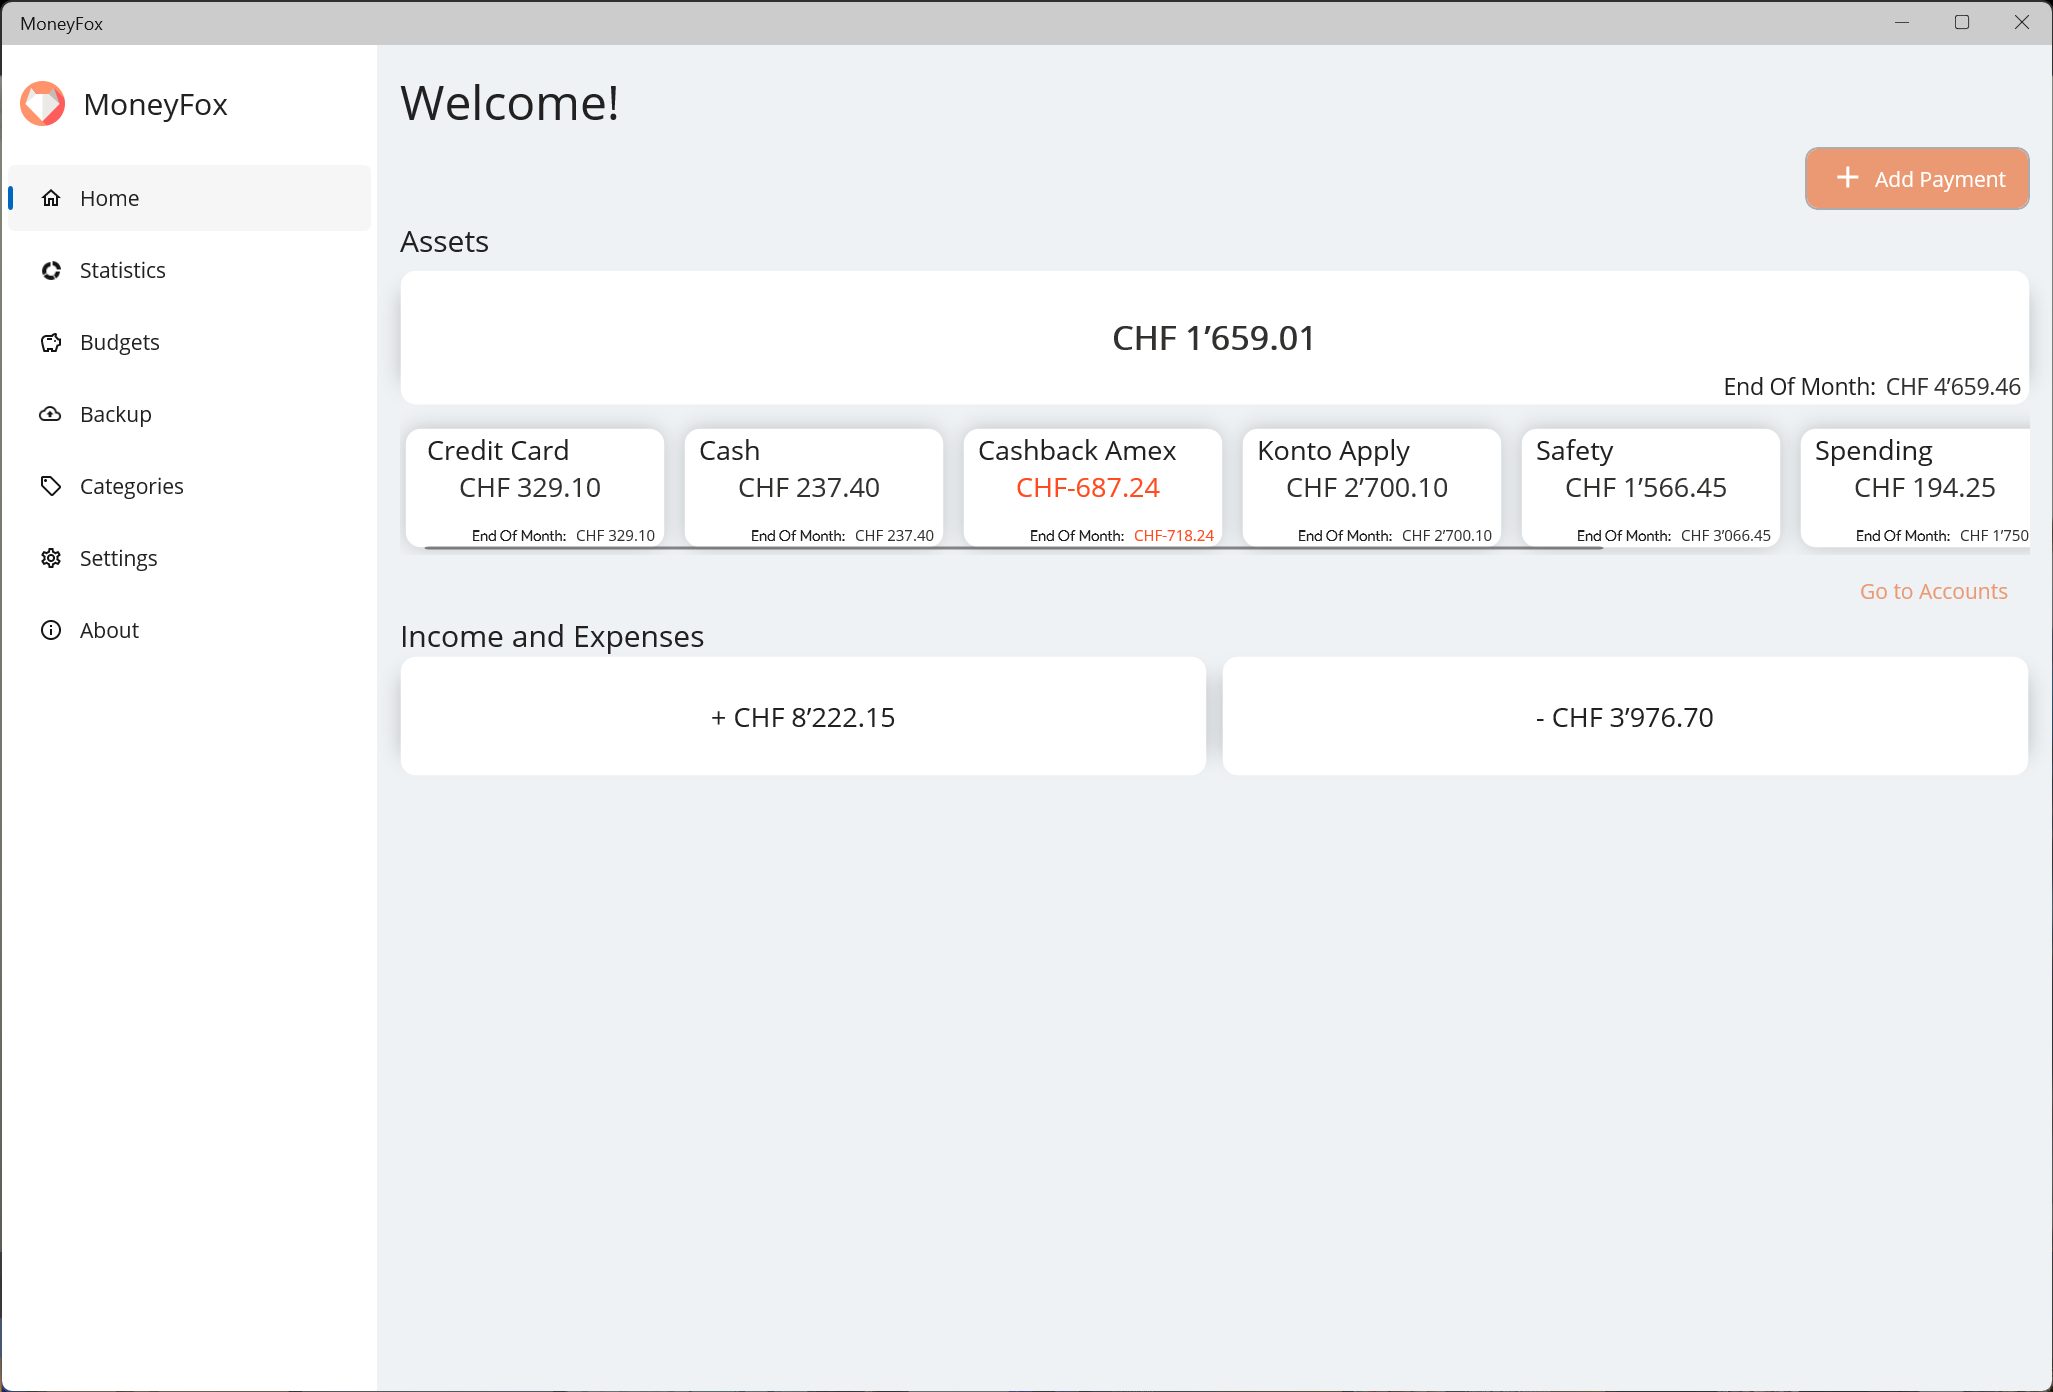 MoneyFox
MoneyFox
Home
Statistics
Budgets
Backup
Categories
Settings
About
Welcome!
Add Payment
Assets
CHF 1’659.01
End Of Month: CHF 4’659.46
Credit Card
CHF 329.10
End Of Month: CHF 329.10
Cash
CHF 237.40
End Of Month: CHF 237.40
Cashback Amex
CHF-687.24
End Of Month: CHF-718.24
Konto Apply
CHF 2’700.10
End Of Month: CHF 2’700.10
Safety
CHF 1’566.45
End Of Month: CHF 3’066.45
Spending
CHF 194.25
End Of Month: CHF 1’750
Go to Accounts
Income and Expenses
+ CHF 8’222.15
- CHF 3’976.70